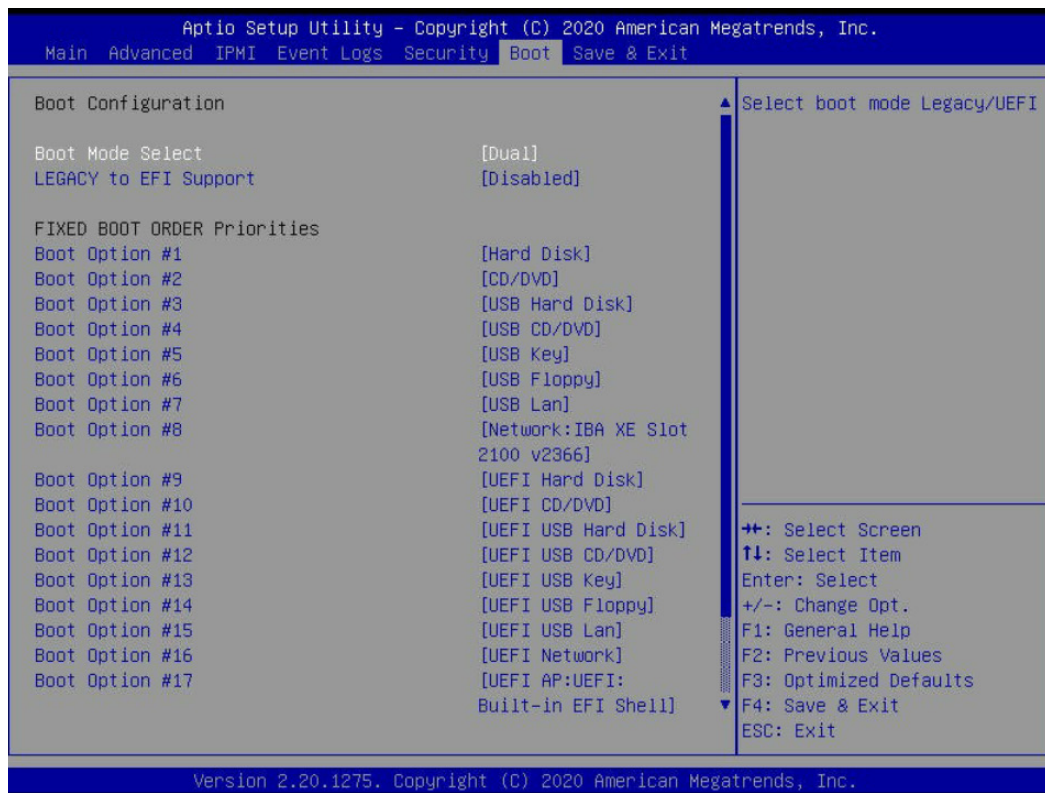 Aptio Setup Utility – Copyright (C) 2020 American Megatrends, Inc.
Main Advanced IPMI Event Logs Security Boot Save & Exit
Boot Configuration
Boot Mode Select [Dual]
LEGACY to EFI Support [Disabled]
FIXED BOOT ORDER Priorities
Boot Option #1 [Hard Disk]
Boot Option #2 [CD/DVD]
Boot Option #3 [USB Hard Disk]
Boot Option #4 [USB CD/DVD]
Boot Option #5 [USB Key]
Boot Option #6 [USB Floppy]
Boot Option #7 [USB Lan]
Boot Option #8 [Network:IBA XE Slot
2100 v2366]
Boot Option #9 [UEFI Hard Disk]
Boot Option #10 [UEFI CD/DVD]
Boot Option #11 [UEFI USB Hard Disk]
Boot Option #12 [UEFI USB CD/DVD]
Boot Option #13 [UEFI USB Key]
Boot Option #14 [UEFI USB Floppy]
Boot Option #15 [UEFI USB Lan]
Boot Option #16 [UEFI Network]
Boot Option #17 [UEFI AP:UEFI:
Built-in EFI Shell]
Select boot mode Legacy/UEFI
→←: Select Screen
↑↓: Select Item
Enter: Select
+/-: Change Opt.
F1: General Help
F2: Previous Values
F3: Optimized Defaults
F4: Save & Exit
ESC: Exit
Version 2.20.1275. Copyright (C) 2020 American Megatrends, Inc.